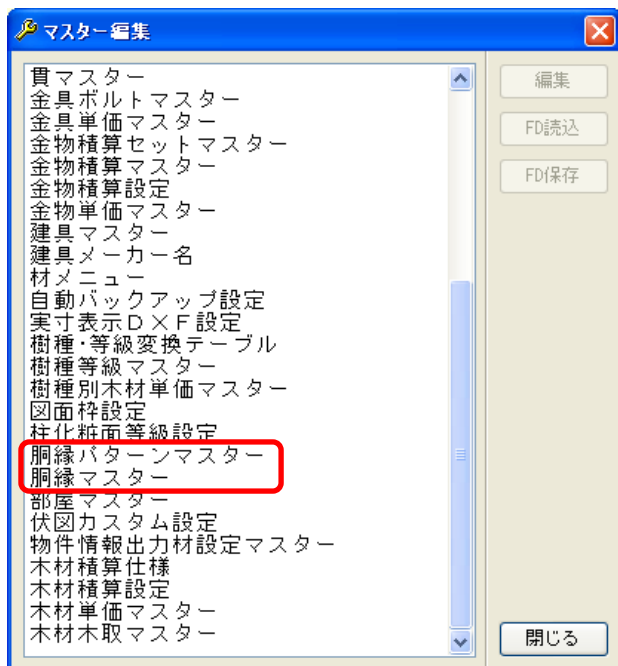 マスター編集
貫マスター
金具ボルトマスター
金具単価マスター
金物積算セットマスター
金物積算マスター
金物積算設定
金物単価マスター
建具マスター
建具メーカー名
材メニュー
自動バックアップ設定
実寸表示DXF設定
樹種・等級変換テーブル
樹種等級マスター
樹種別木材単価マスター
図面枠設定
柱化粧面等級設定
胴縁パターンマスター
胴縁マスター
部屋マスター
伏図カスタム設定
物件情報出力材設定マスター
木材積算仕様
木材積算設定
木材単価マスター
木材木取マスター
編集
FD読込
FD保存
閉じる